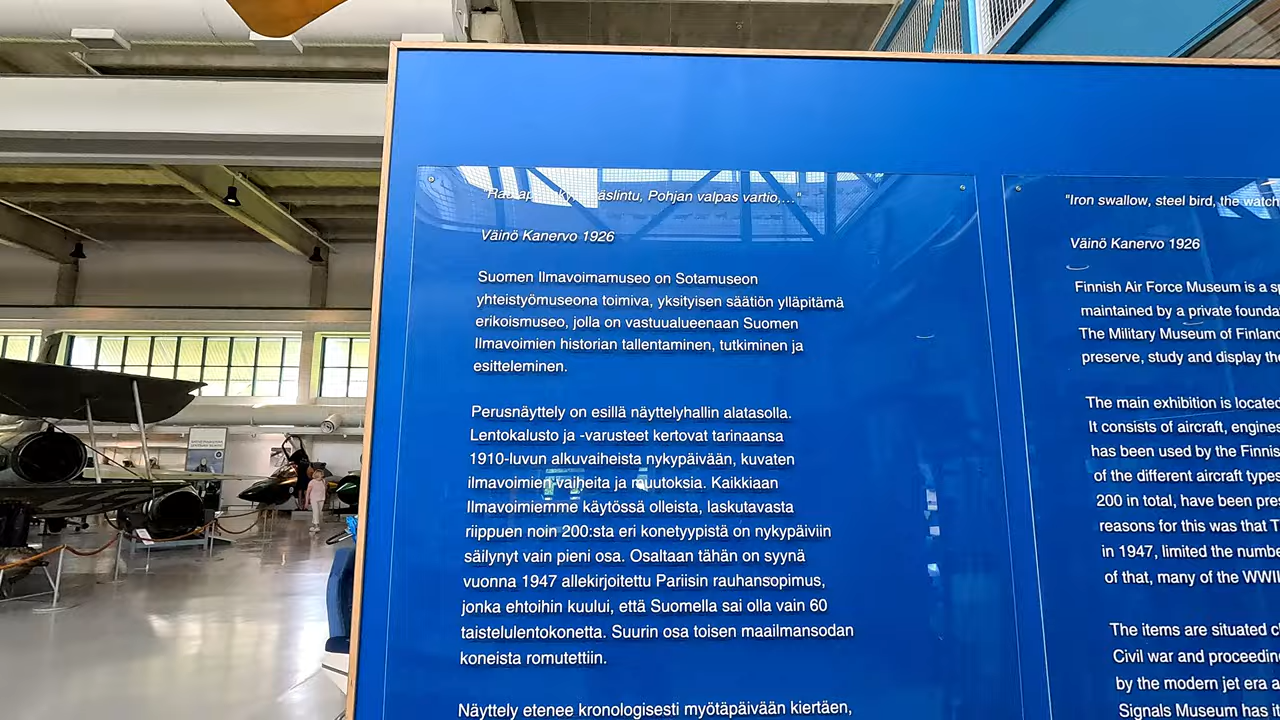 valpas vartio,..."
Väinö Kanervo 1926
Suomen Ilmavoimamuseo on Sotamuseon
yhteistyömuseona toimiva, yksityisen säätiön ylläpitämä
erikoismuseo, jolla on vastuualueenaan Suomen
Ilmavoimien historian tallentaminen, tutkiminen ja
esitteleminen.
Perusnäyttely on esillä näyttelyhallin alatasolla.
Lentokalusto ja -varusteet kertovat tarinaansa
1910-luvun alkuvaiheista nykypäivään, kuvaten
ilmavoimien vaiheita ja muutoksia. Kaikkiaan
Ilmavoimiemme käytössä olleista, laskutavasta
riippuen noin 200:sta eri konetyypistä on nykypäiviin
säilynyt vain pieni osa. Osaltaan tähän on syynä
vuonna 1947 allekirjoitettu Pariisin rauhansopimus,
jonka ehtoihin kuului, että Suomella sai olla vain 60
taistelulentokonetta. Suurin osa toisen maailmansodan
koneista romutettiin.
Näyttely etenee kronologisesti myötäpäivään kiertäen,
"Iron swallow, steel bird, the watch
Väinö Kanervo 1926
Finnish Air Force Museum is a sp
maintained by a private founda
The Military Museum of Finland
preserve, study and display the
The main exhibition is located
It consists of aircraft, engines
has been used by the Finnis
of the different aircraft types
200 in total, have been pres
reasons for this was that T
in 1947, limited the numbe
of that, many of the WWII
The items are situated c
Civil war and proceeding
by the modern jet era a
Signals Museum has it